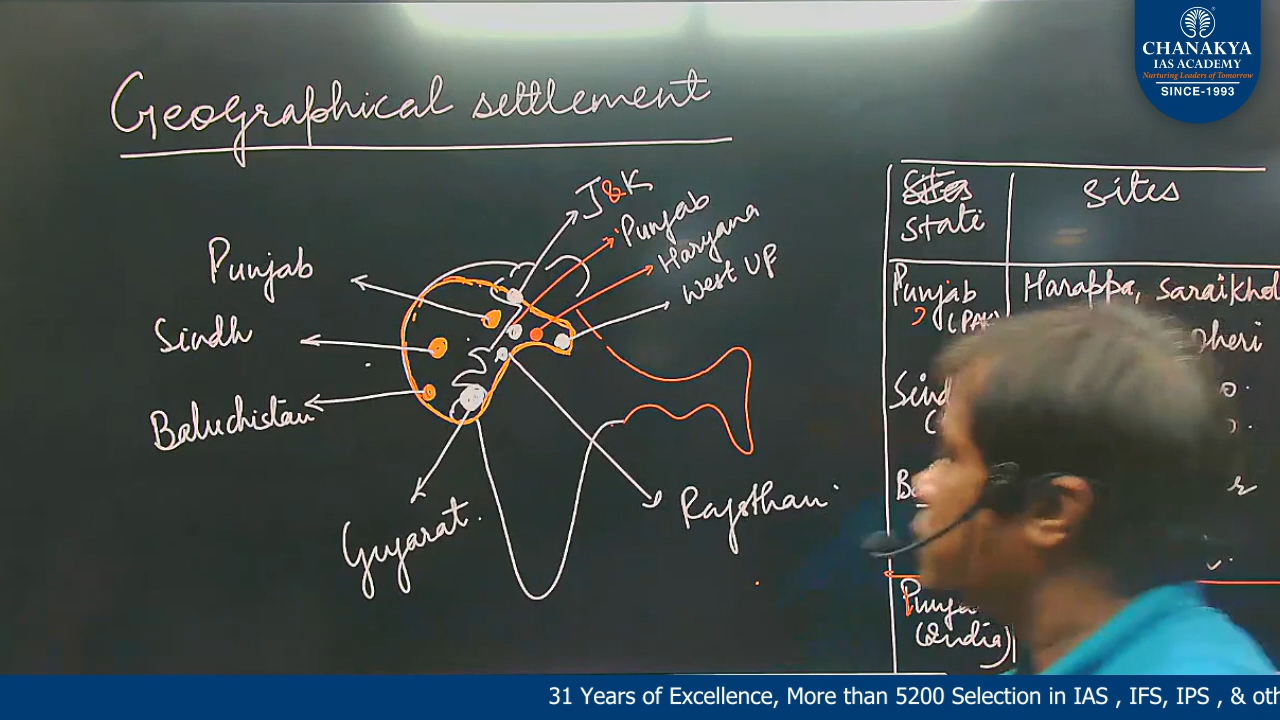 CHANAKYA
IAS ACADEMY
Nurturing Leaders of Tomorrow
SINCE-1993
Geographical settlement
J&K
Punjab
Haryana
West UP
Punjab
Sindh
Baluchistan
Gujarat.
Rajsthan
State
Sites
Punjab
(PAK)
Harappa, Saraikhol
Punja
(India)
31 Years of Excellence, More than 5200 Selection in IAS , IFS, IPS , & oth